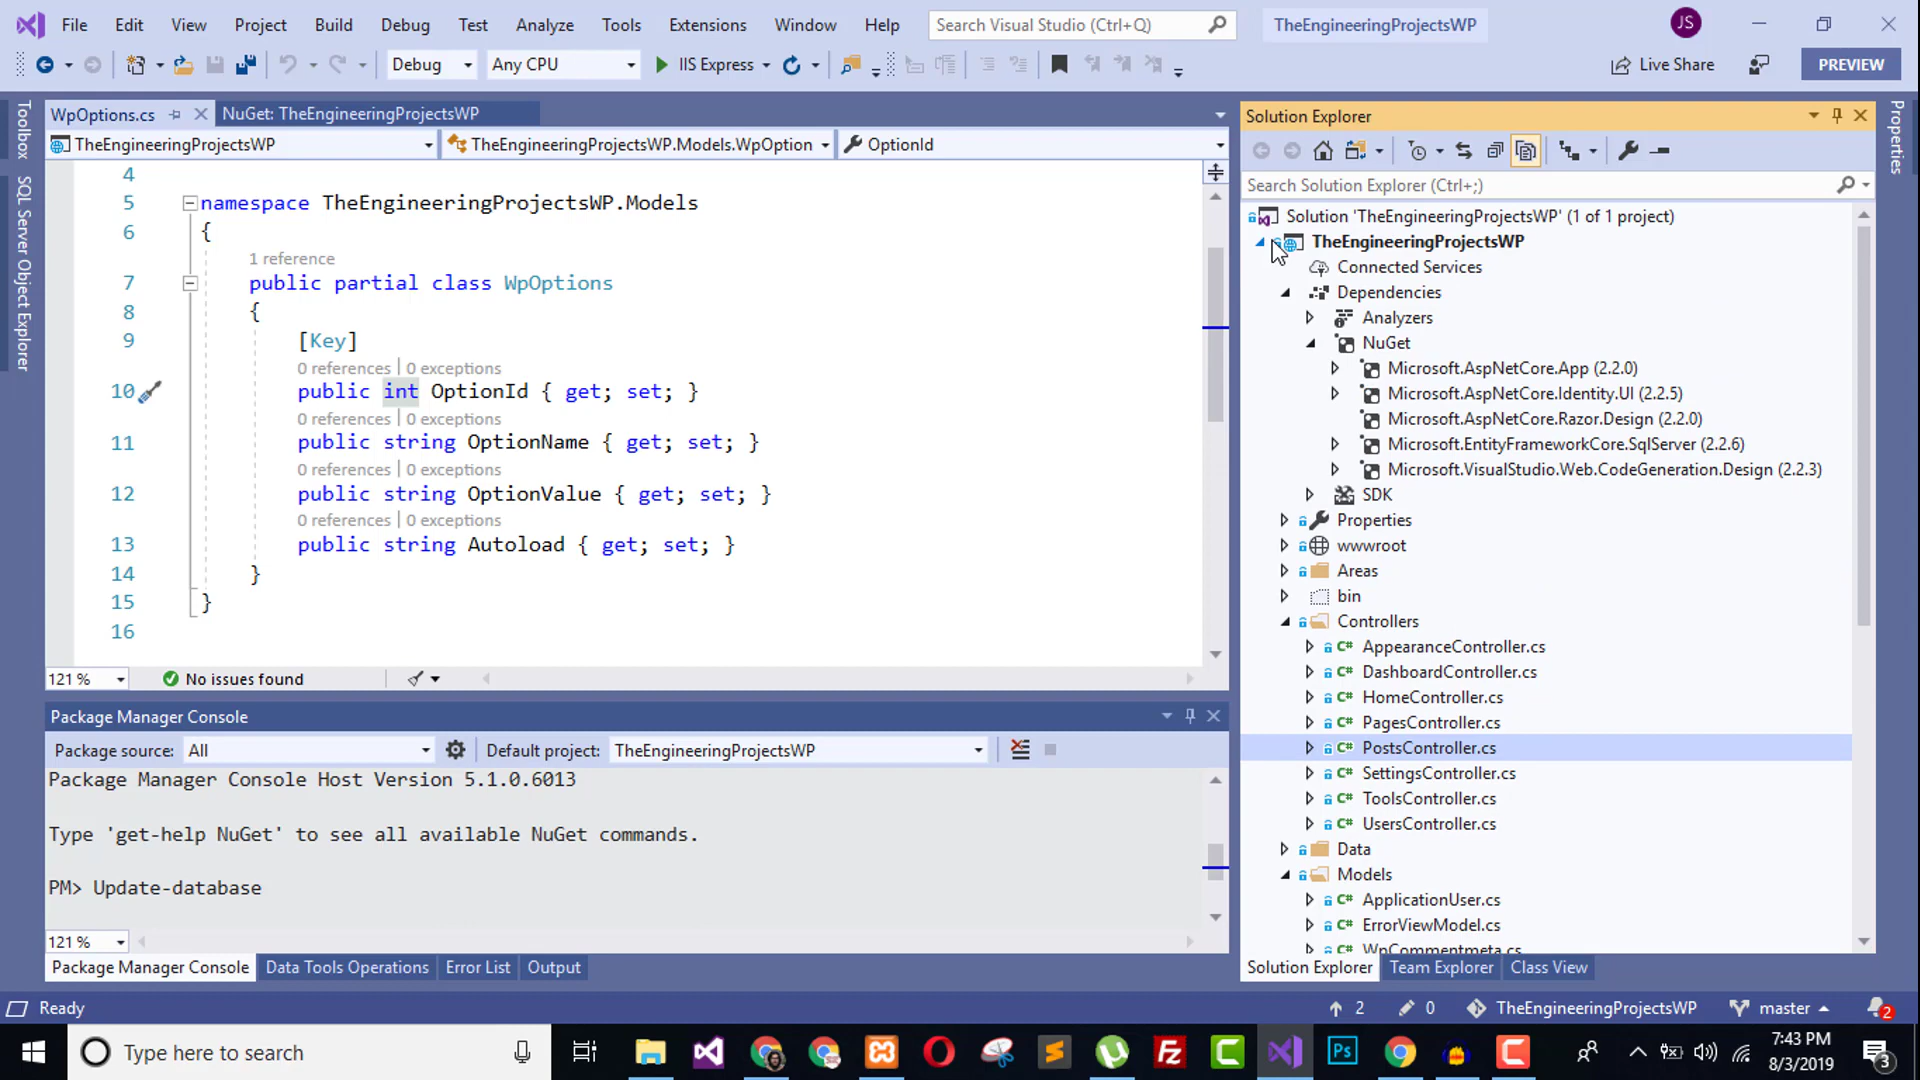 File Edit View Project Build Debug Test Analyze Tools Extensions Window Help Search Visual Studio (Ctrl+Q) TheEngineeringProjectsWP JS
Debug Any CPU IIS Express Live Share PREVIEW
WpOptions.cs NuGet: TheEngineeringProjectsWP
TheEngineeringProjectsWP TheEngineeringProjectsWP.Models.WpOption OptionId
Toolbox
SQL Server Object Explorer
4
5 namespace TheEngineeringProjectsWP.Models
6 {
1 reference
7 public partial class WpOptions
8 {
9 [Key]
0 references | 0 exceptions
10 public int OptionId { get; set; }
0 references | 0 exceptions
11 public string OptionName { get; set; }
0 references | 0 exceptions
12 public string OptionValue { get; set; }
0 references | 0 exceptions
13 public string Autoload { get; set; }
14 }
15 }
16
121 % No issues found
Package Manager Console
Package source: All Default project: TheEngineeringProjectsWP
Package Manager Console Host Version 5.1.0.6013
Type 'get-help NuGet' to see all available NuGet commands.
PM> Update-database
121 %
Package Manager Console Data Tools Operations Error List Output
Solution Explorer
Search Solution Explorer (Ctrl+;)
Solution 'TheEngineeringProjectsWP' (1 of 1 project)
TheEngineeringProjectsWP
Connected Services
Dependencies
Analyzers
NuGet
Microsoft.AspNetCore.App (2.2.0)
Microsoft.AspNetCore.Identity.UI (2.2.5)
Microsoft.AspNetCore.Razor.Design (2.2.0)
Microsoft.EntityFrameworkCore.SqlServer (2.2.6)
Microsoft.VisualStudio.Web.CodeGeneration.Design (2.2.3)
SDK
Properties
wwwroot
Areas
bin
Controllers
C# AppearanceController.cs
C# DashboardController.cs
C# HomeController.cs
C# PagesController.cs
C# PostsController.cs
C# SettingsController.cs
C# ToolsController.cs
C# UsersController.cs
Data
Models
C# ApplicationUser.cs
C# ErrorViewModel.cs
C# WpCommentmeta.cs
Solution Explorer Team Explorer Class View
Properties
Ready 2 0 TheEngineeringProjectsWP master 2
Type here to search
7:43 PM
8/3/2019
3